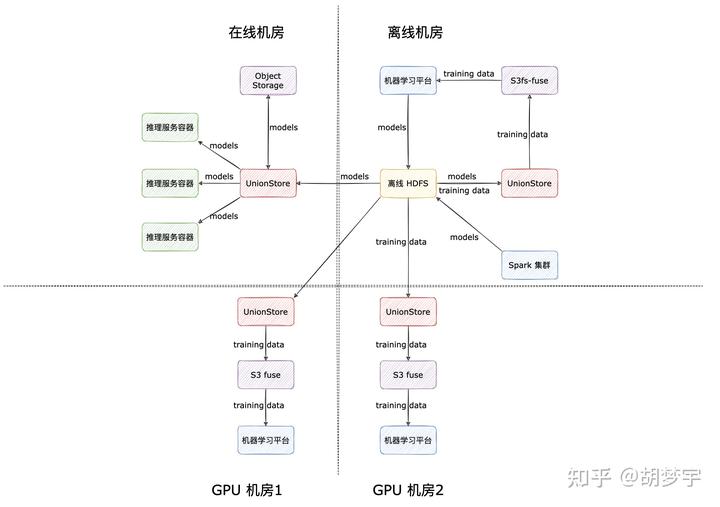 在线机房
离线机房
Object
Storage
机器学习平台
training data
S3fs-fuse
推理服务容器
models
models
training data
models
推理服务容器
models
UnionStore
models
离线 HDFS
models
training data
UnionStore
models
推理服务容器
training data
models
Spark 集群
UnionStore
UnionStore
training data
training data
S3 fuse
S3 fuse
training data
training data
机器学习平台
机器学习平台
GPU 机房1
GPU 机房2
知乎 @胡梦宇